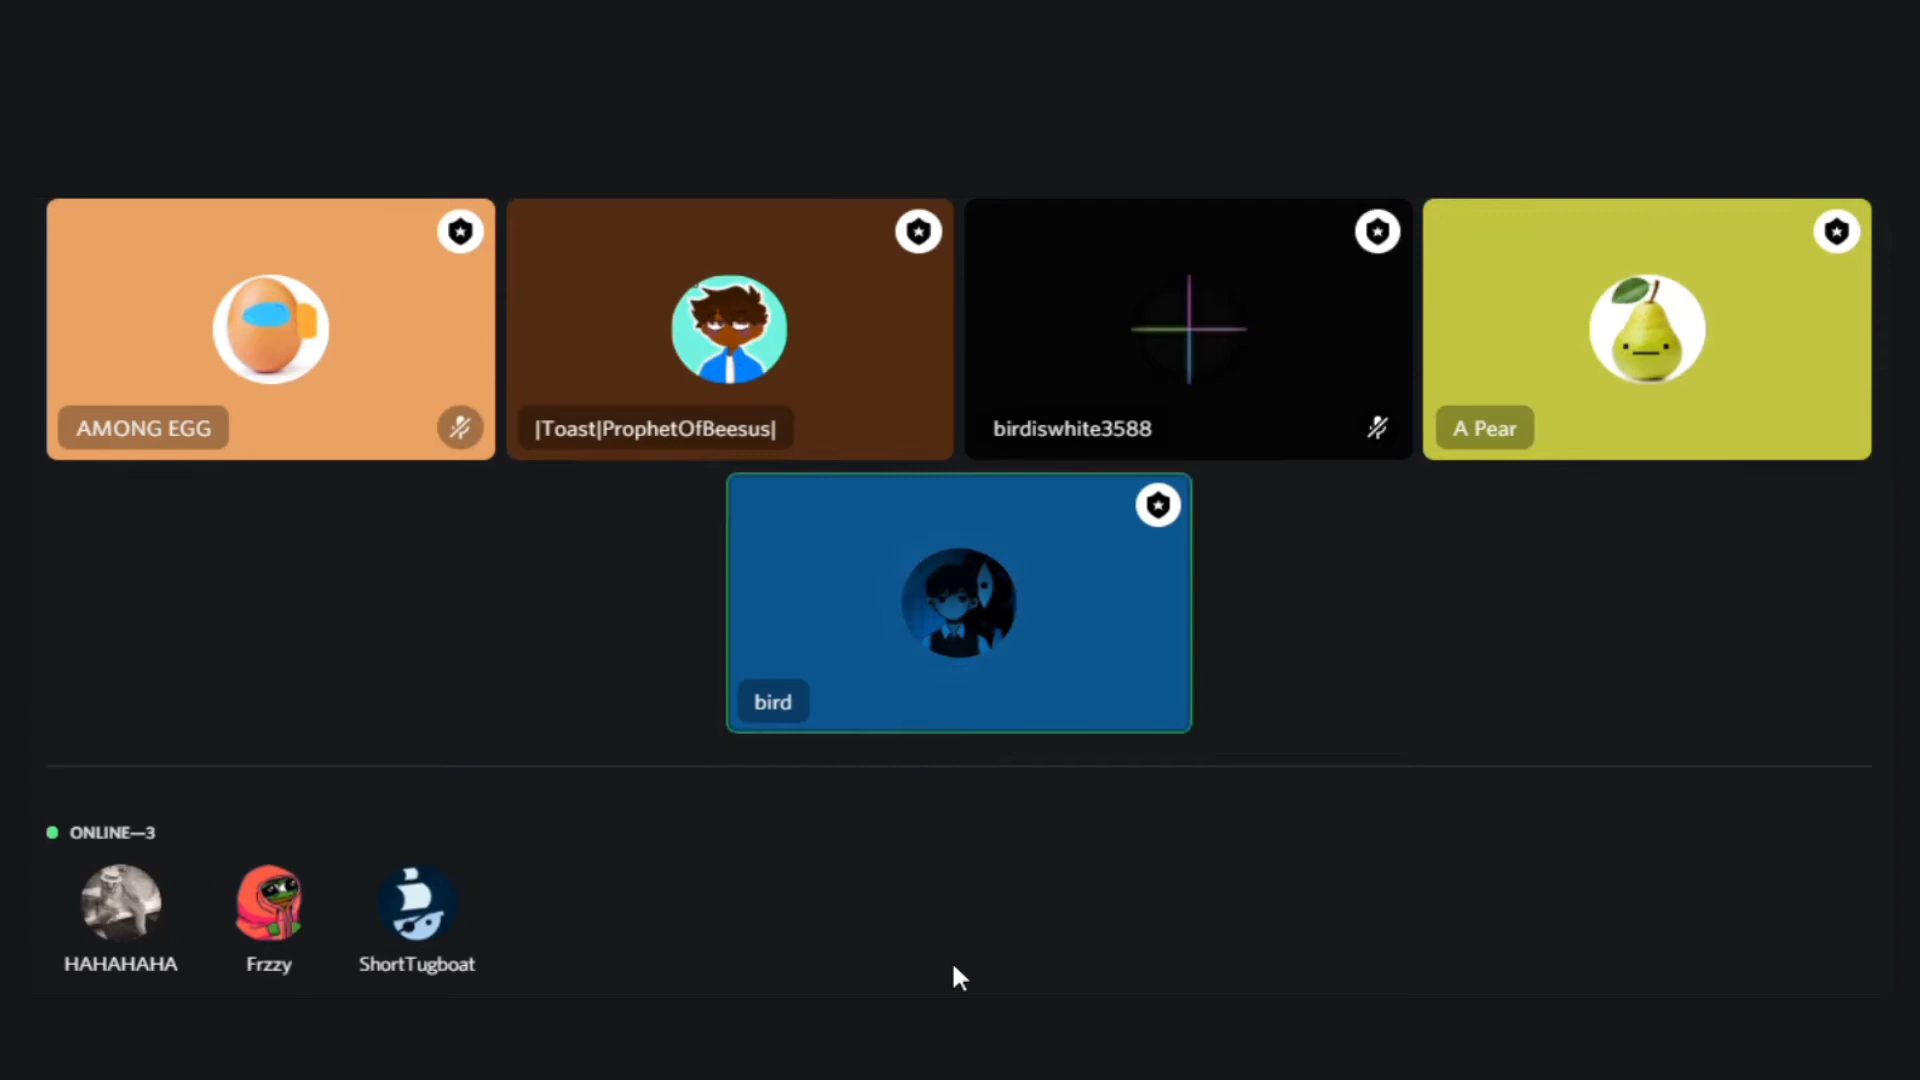 AMONG EGG
|Toast|ProphetOfBeesus|
birdiswhite3588
A Pear
bird
ONLINE—3
HAHAHAHA
Frzzy
ShortTugboat